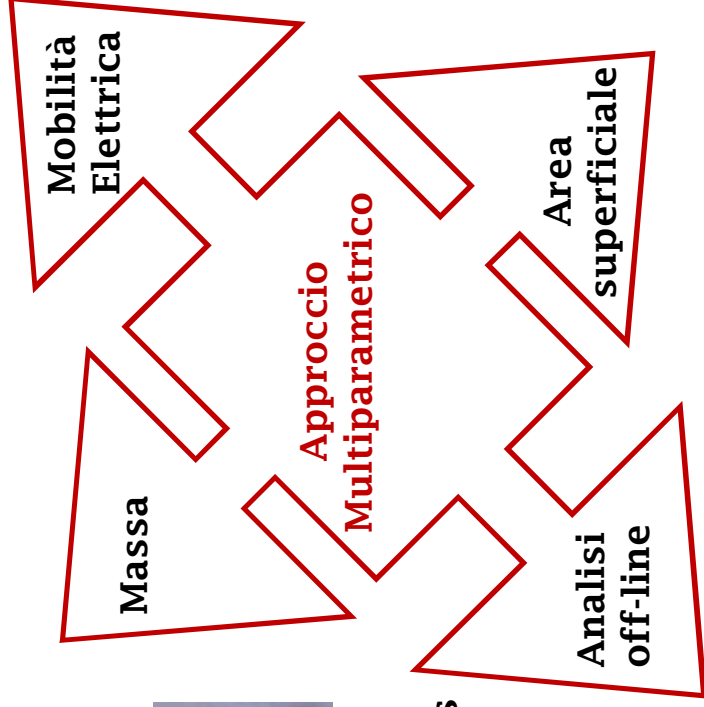 Massa
Mobilità
Elettrica
Approccio
Multiparametrico
Analisi
off-line
Area
superficiale